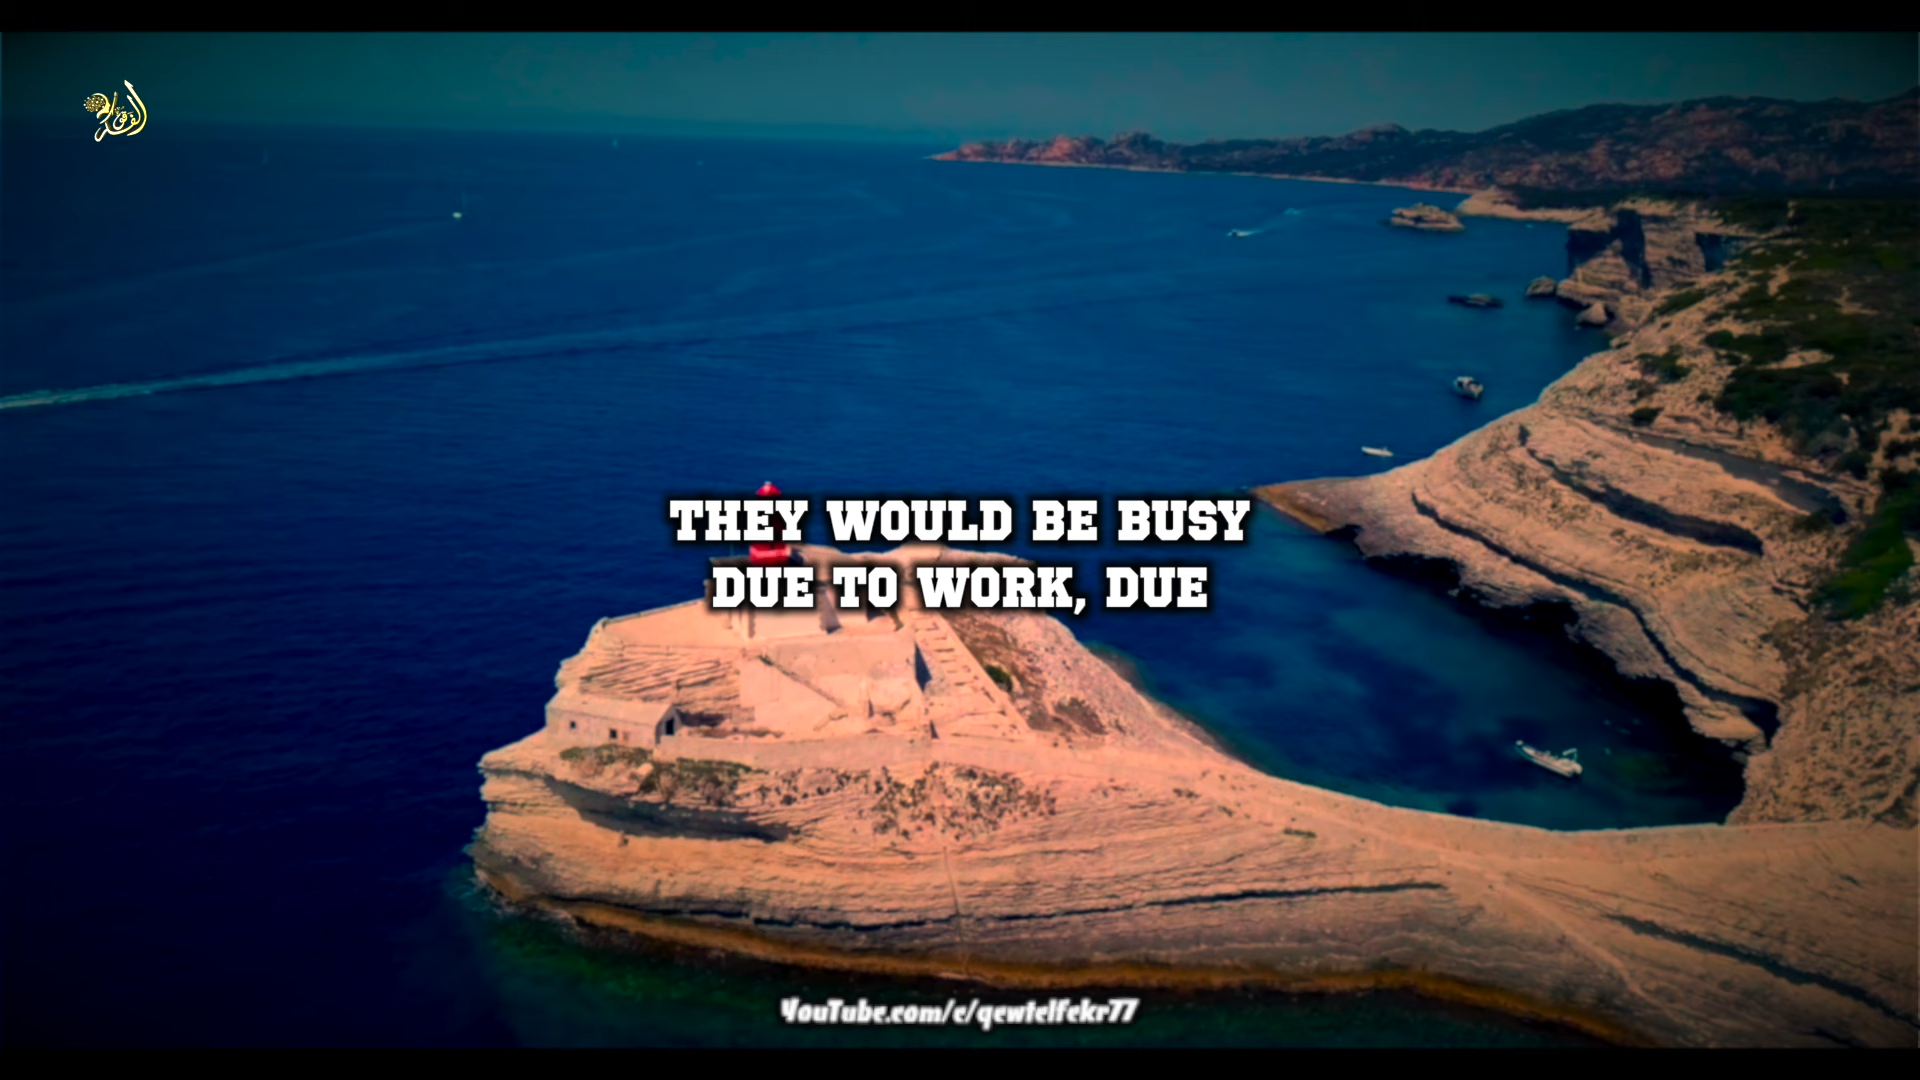 THEY WOULD BE BUSY
DUE TO WORK, DUE
YouTube.com/c/qewtelfekr77